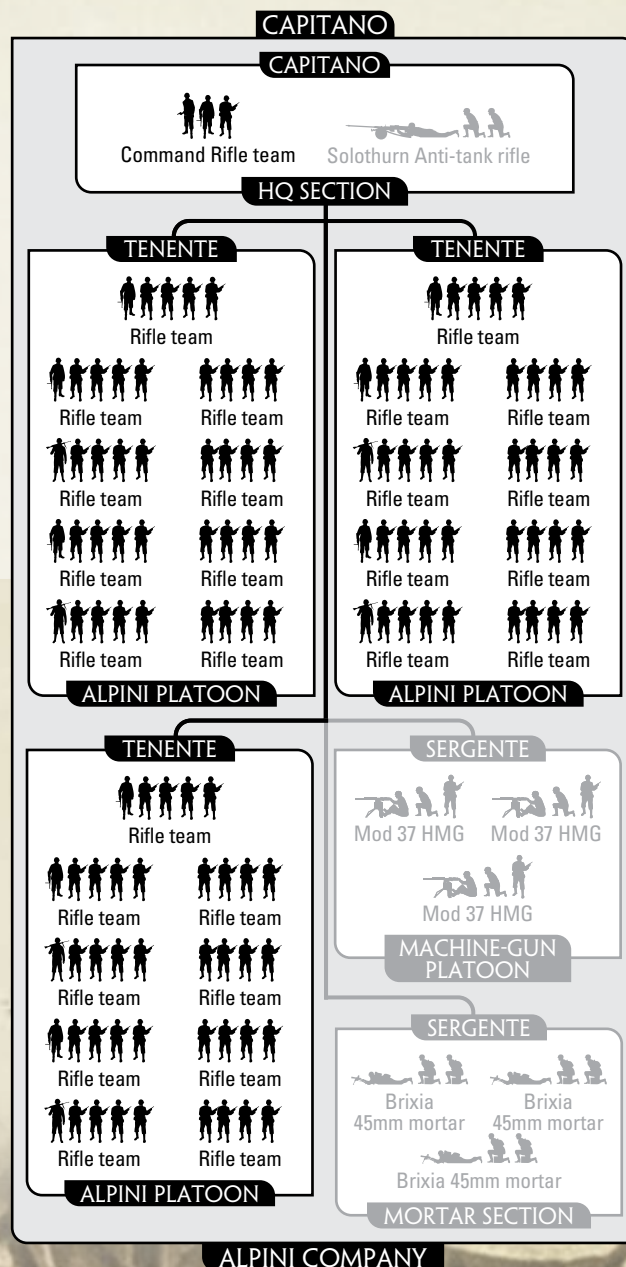 CAPITANO
CAPITANO
Command Rifle team
Solothurn Anti-tank rifle
HQ SECTION
TENENTE
Rifle team
Rifle team Rifle team
Rifle team Rifle team
Rifle team Rifle team
Rifle team Rifle team
ALPINI PLATOON
TENENTE
Rifle team
Rifle team Rifle team
Rifle team Rifle team
Rifle team Rifle team
Rifle team Rifle team
ALPINI PLATOON
TENENTE
Rifle team
Rifle team Rifle team
Rifle team Rifle team
Rifle team Rifle team
Rifle team Rifle team
ALPINI PLATOON
SERGENTE
Mod 37 HMG Mod 37 HMG
Mod 37 HMG
MACHINE-GUN
PLATOON
SERGENTE
Brixia
45mm mortar
Brixia
45mm mortar
Brixia 45mm mortar
MORTAR SECTION
ALPINI COMPANY